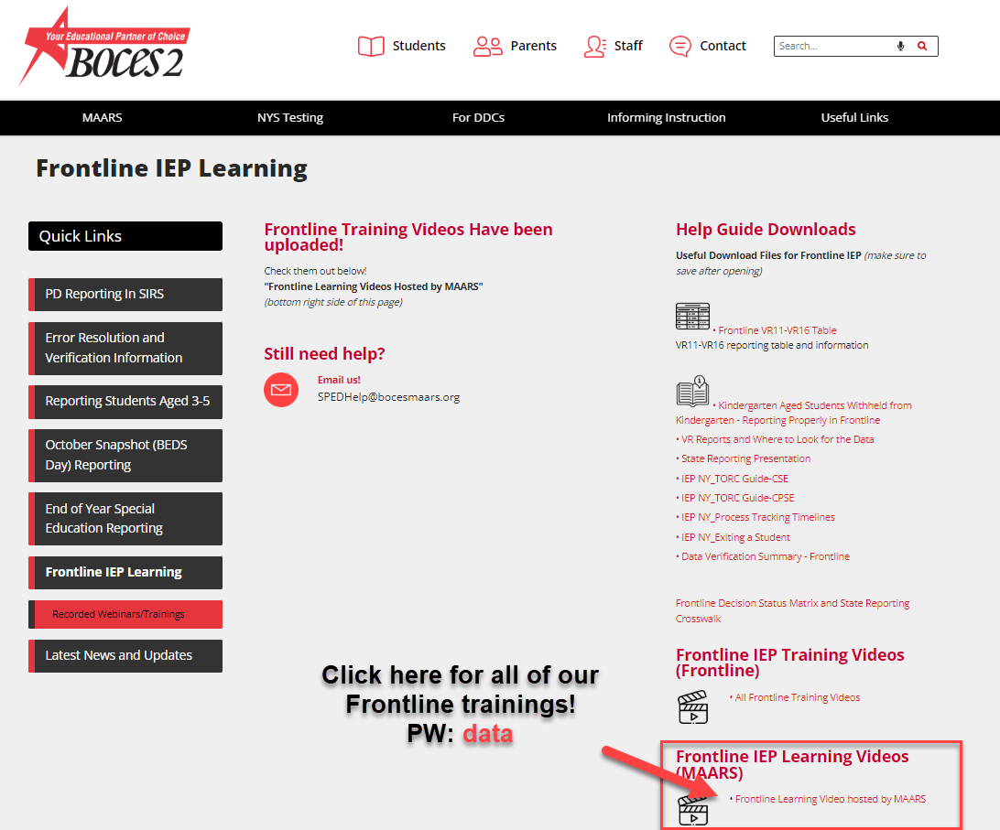 Your Educational Partner of Choice
BOCES 2
Students
Parents
Staff
Contact
Search...
MAARS
NYS Testing
For DDCs
Informing Instruction
Useful Links
Frontline IEP Learning
Quick Links
PD Reporting In SIRS
Error Resolution and
Verification Information
Reporting Students Aged 3-5
October Snapshot (BEDS
Day) Reporting
End of Year Special
Education Reporting
Frontline IEP Learning
Recorded Webinars/Trainings
Latest News and Updates
Frontline Training Videos Have been
uploaded!
Check them out below!
"Frontline Learning Videos Hosted by MAARS"
(bottom right side of this page)
Still need help?
Email us!
SPEDHelp@bocesmaars.org
Click here for all of our
Frontline trainings!
PW: data
Help Guide Downloads
Useful Download Files for Frontline IEP (make sure to
save after opening)
• Frontline VR11-VR16 Table
VR11-VR16 reporting table and information
• Kindergarten Aged Students Withheld from
Kindergarten - Reporting Properly in Frontline
• VR Reports and Where to Look for the Data
• State Reporting Presentation
• IEP NY_TORC Guide-CSE
• IEP NY_TORC Guide-CPSE
• IEP NY_Process Tracking Timelines
• IEP NY_Exiting a Student
• Data Verification Summary - Frontline
Frontline Decision Status Matrix and State Reporting
Crosswalk
Frontline IEP Training Videos
(Frontline)
• All Frontline Training Videos
Frontline IEP Learning Videos
(MAARS)
• Frontline Learning Video hosted by MAARS